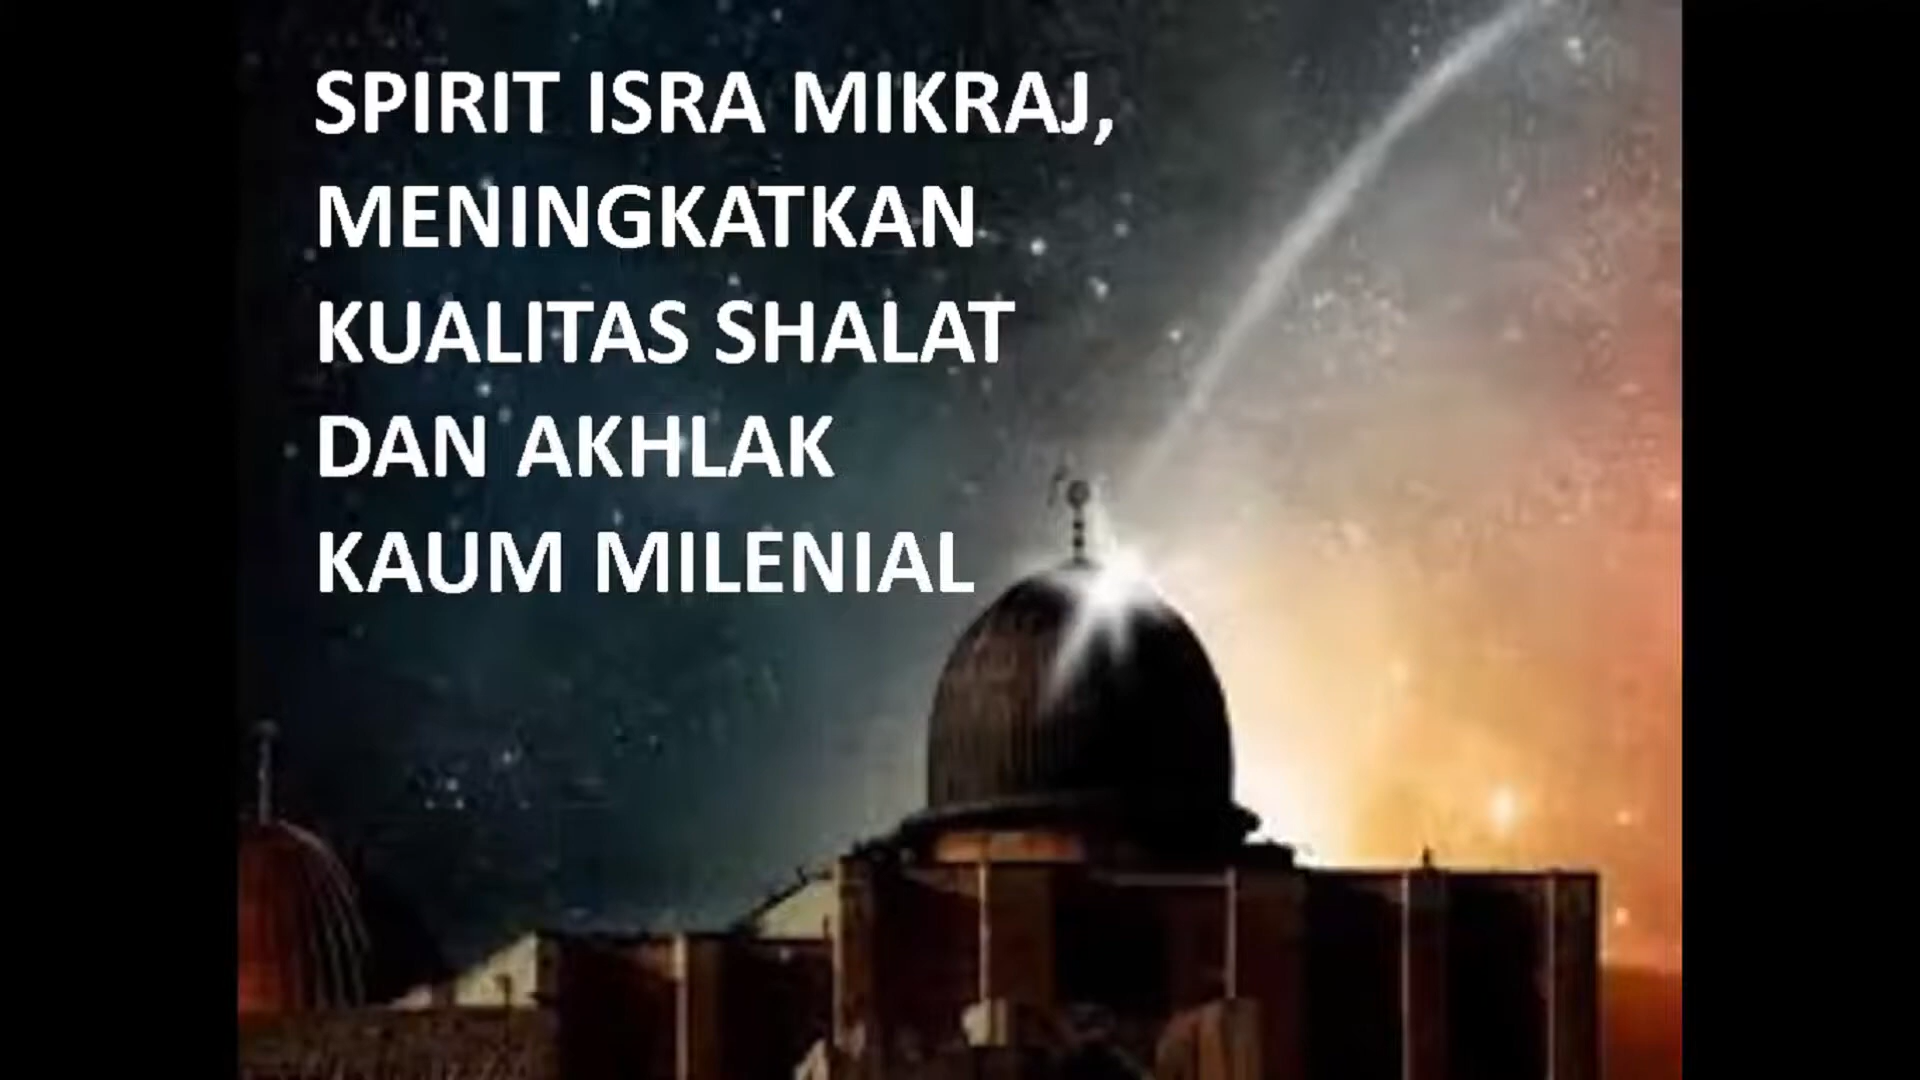 SPIRIT ISRA MIKRAJ,
MENINGKATKAN
KUALITAS SHALAT
DAN AKHLAK
KAUM MILENIAL